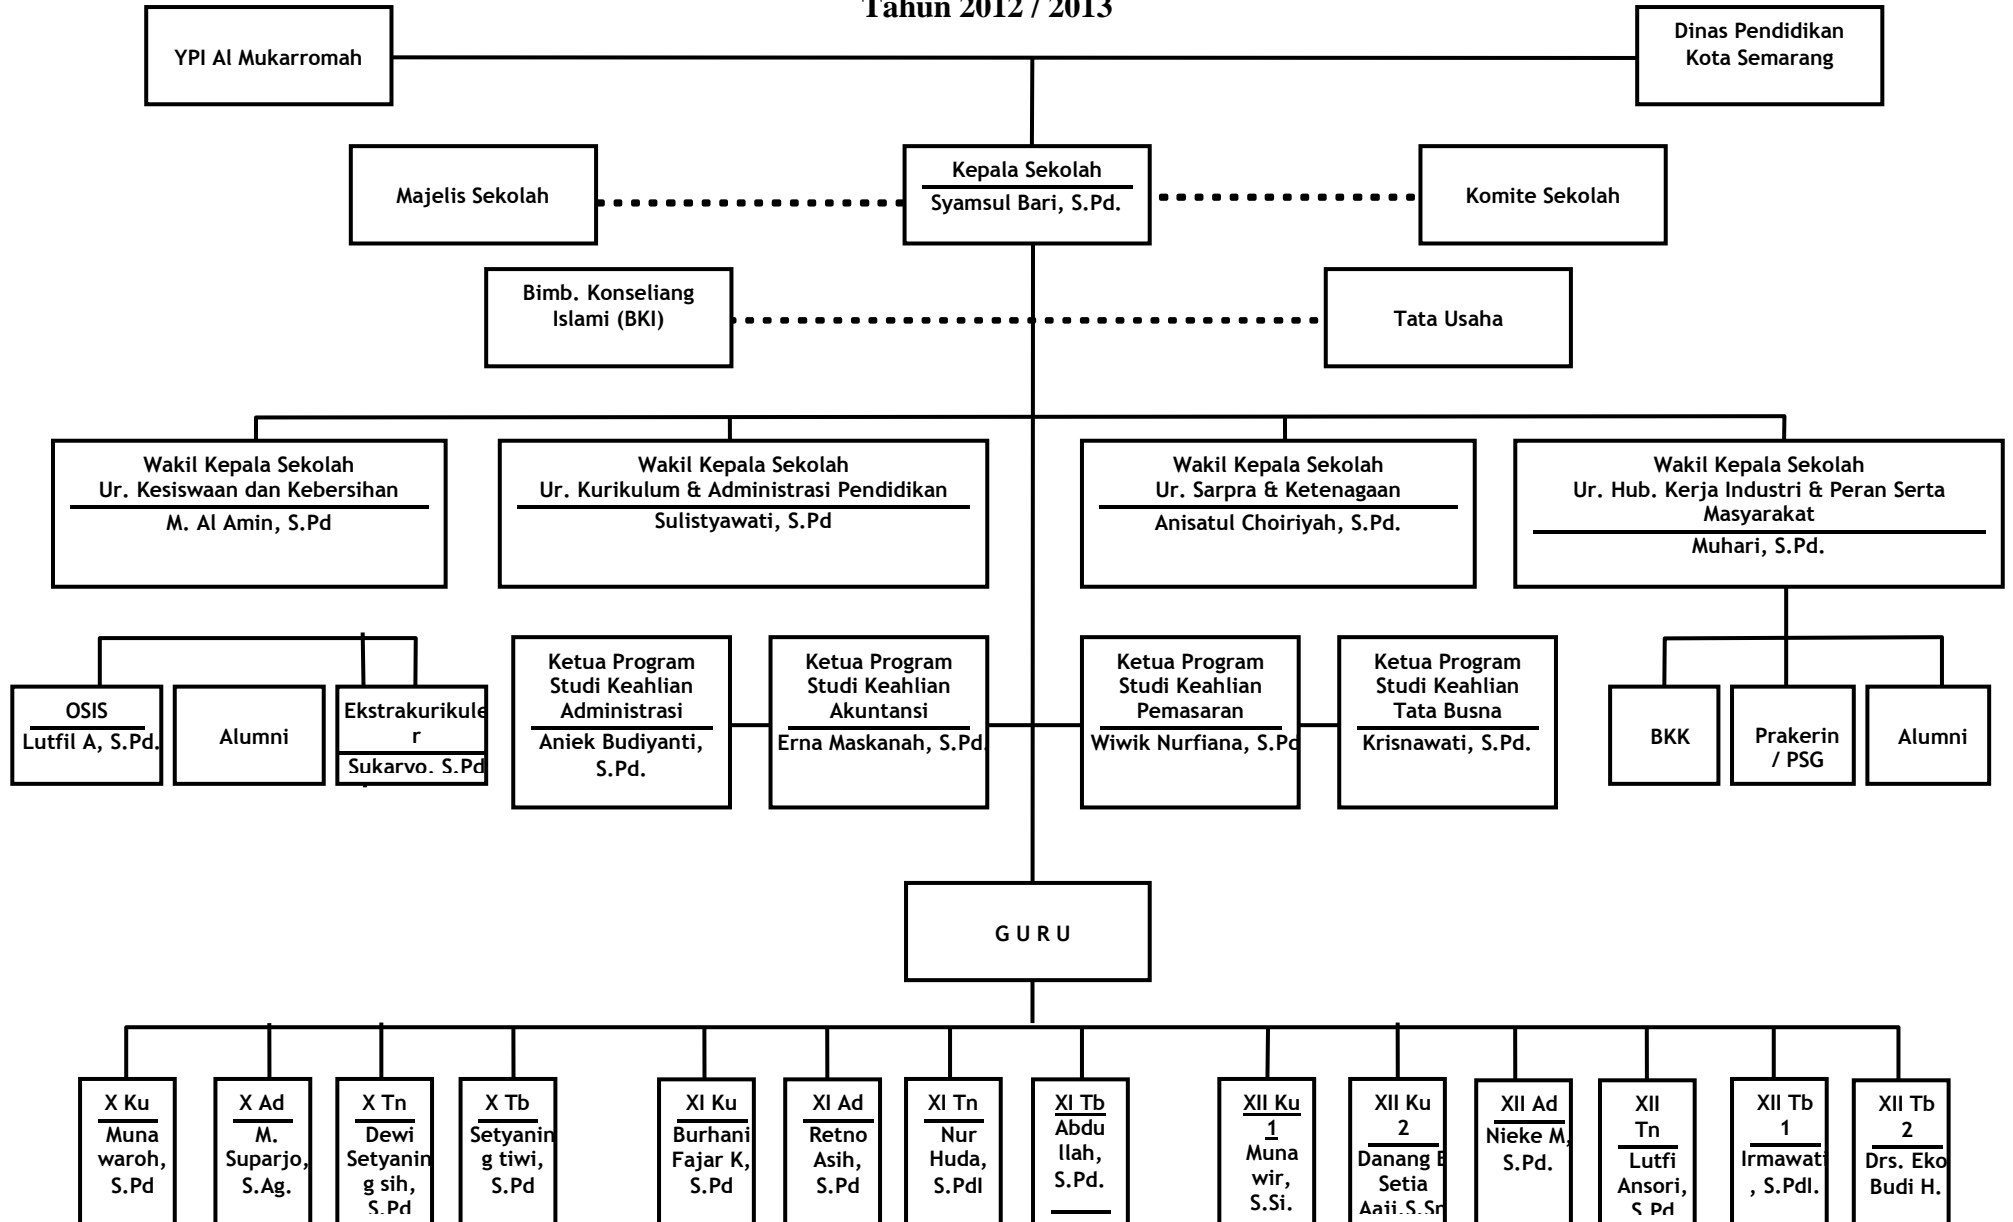 Tahun 2012 / 2013
YPI Al Mukarromah
Dinas Pendidikan
Kota Semarang
Majelis Sekolah
Kepala Sekolah
Syamsul Bari, S.Pd.
Komite Sekolah
Bimb. Konseliang
Islami (BKI)
Tata Usaha
Wakil Kepala Sekolah
Ur. Kesiswaan dan Kebersihan
M. Al Amin, S.Pd
Wakil Kepala Sekolah
Ur. Kurikulum & Administrasi Pendidikan
Sulistyawati, S.Pd
Wakil Kepala Sekolah
Ur. Sarpra & Ketenagaan
Anisatul Choiriyah, S.Pd.
Wakil Kepala Sekolah
Ur. Hub. Kerja Industri & Peran Serta
Masyarakat
Muhari, S.Pd.
OSIS
Lutfil A, S.Pd.
Alumni
Ekstrakurikule
r
Sukaryo. S.Pd
Ketua Program
Studi Keahlian
Administrasi
Aniek Budiyanti,
S.Pd.
Ketua Program
Studi Keahlian
Akuntansi
Erna Maskanah, S.Pd.
Ketua Program
Studi Keahlian
Pemasaran
Wiwik Nurfiana, S.Pd
Ketua Program
Studi Keahlian
Tata Busna
Krisnawati, S.Pd.
BKK
Prakerin
/ PSG
Alumni
G U R U
X Ku
Muna
waroh,
S.Pd
X Ad
M.
Suparjo,
S.Ag.
X Tn
Dewi
Setyanin
g sih,
S.Pd
X Tb
Setyanin
g tiwi,
S.Pd
XI Ku
Burhani
Fajar K,
S.Pd
XI Ad
Retno
Asih,
S.Pd
XI Tn
Nur
Huda,
S.PdI
XI Tb
Abdu
llah,
S.Pd.
XII Ku
1
Muna
wir,
S.Si.
XII Ku
2
Danang
Setia
XII Ad
Nieke M,
S.Pd.
XII
Tn
Lutfi
Ansori,
S.Pd
XII Tb
1
Irmawati
, S.PdI.
XII Tb
2
Drs. Eko
Budi H.